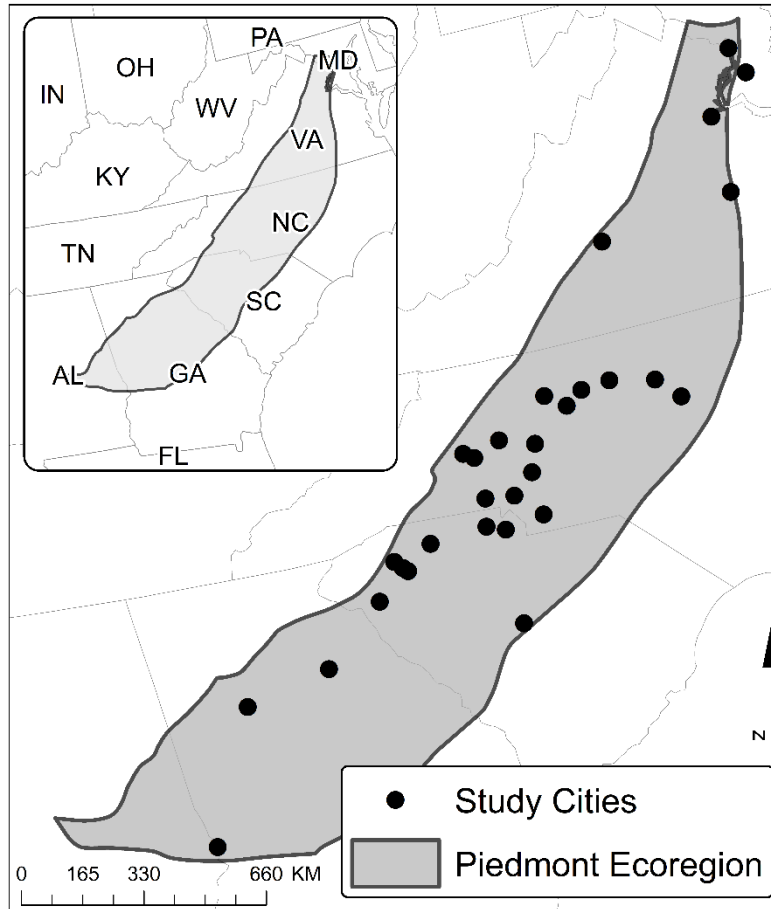 PA
MD
OH
IN
WV
VA
KY
NC
TN
SC
AL
GA
FL
N
Study Cities
Piedmont Ecoregion
0 165 330 660 KM